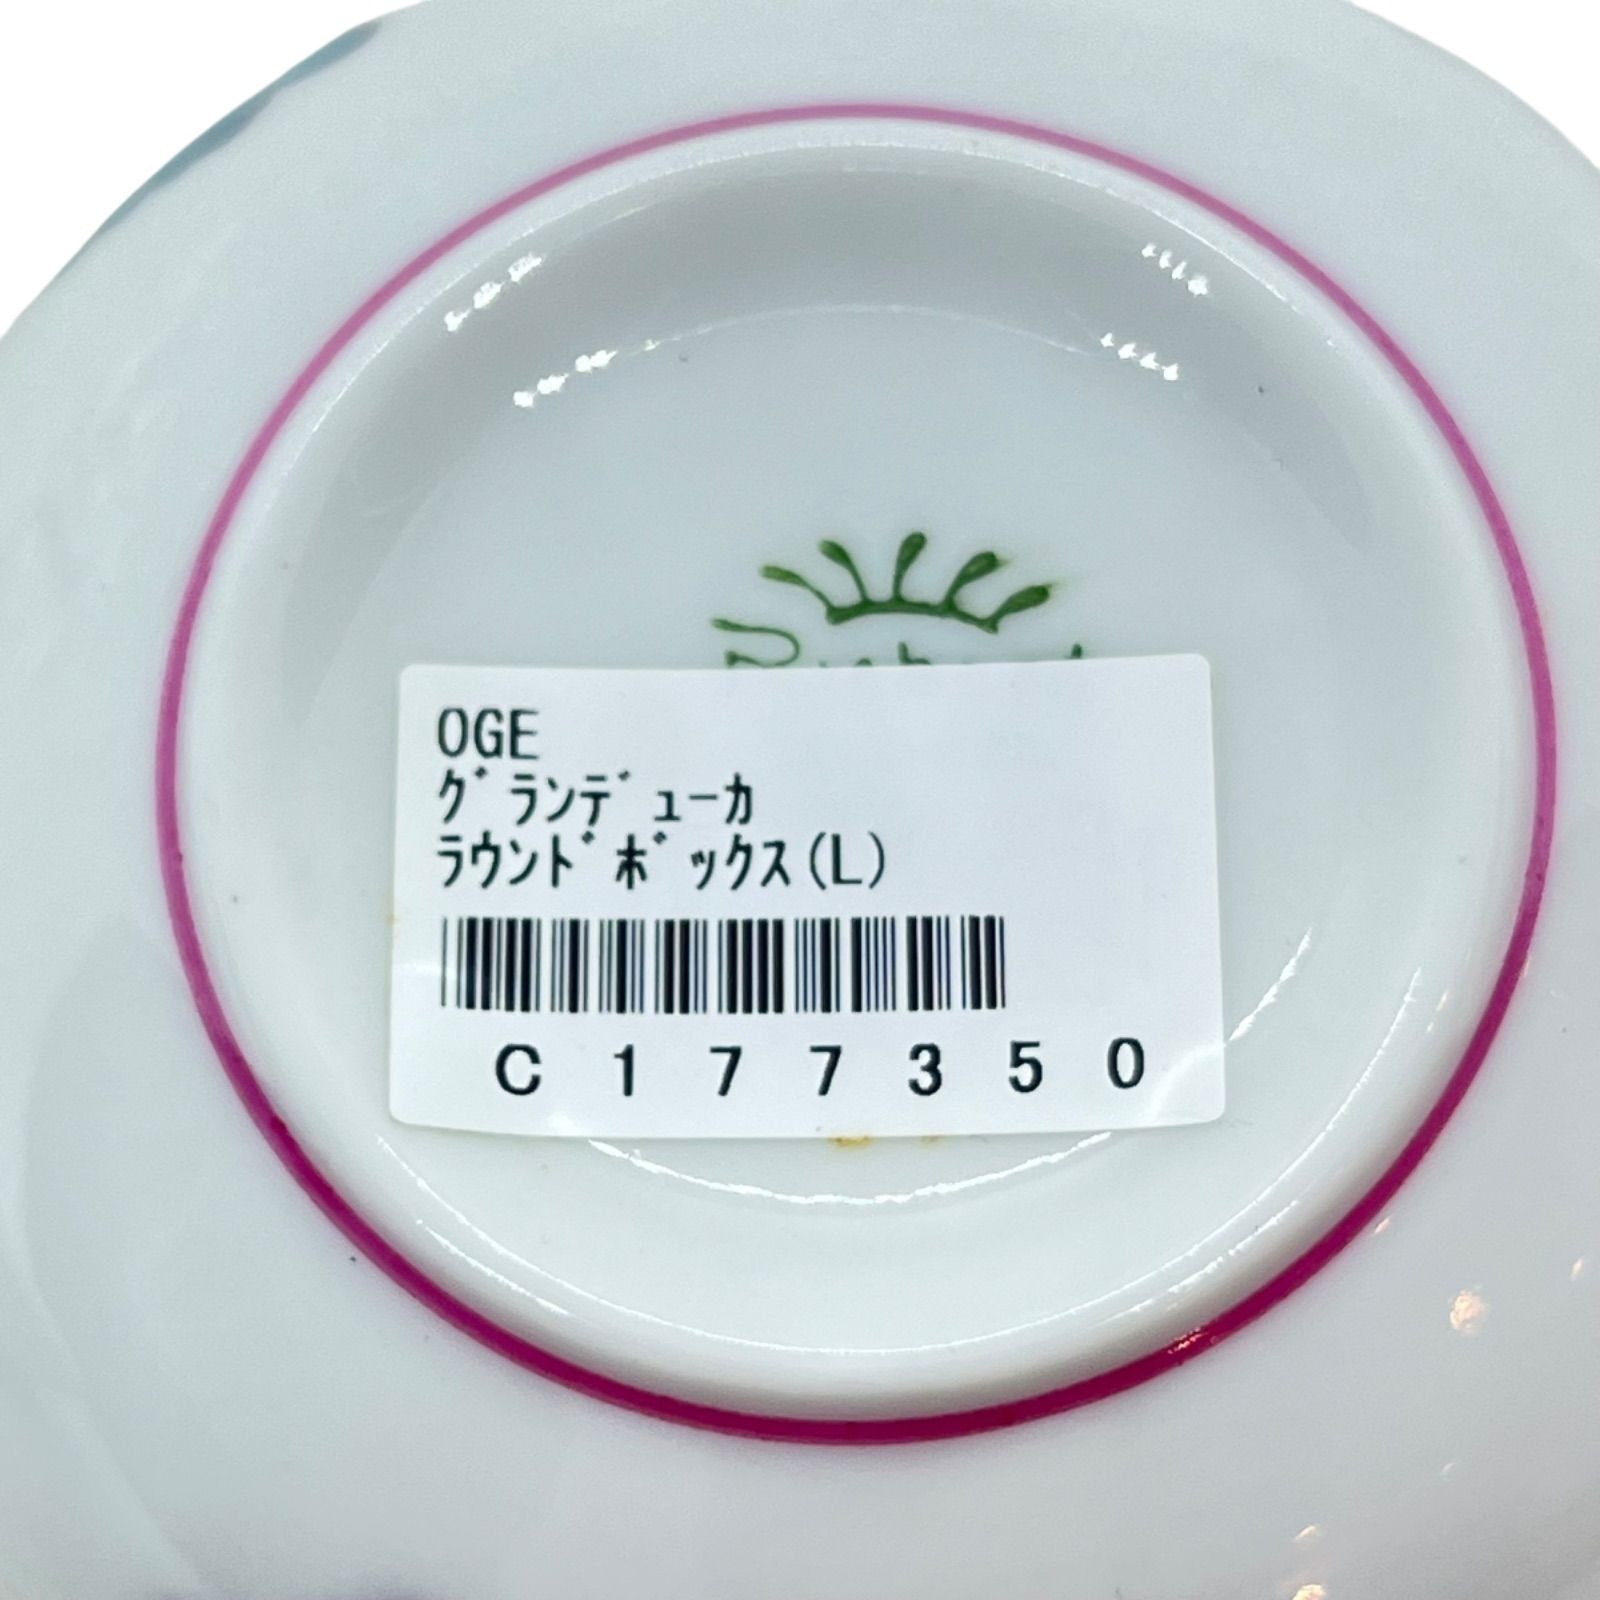 OGE
ｸﾞﾗﾝﾃﾞｭｰｶ
ﾗｳﾝﾄﾞﾎﾞｯｸｽ(L)
C177350